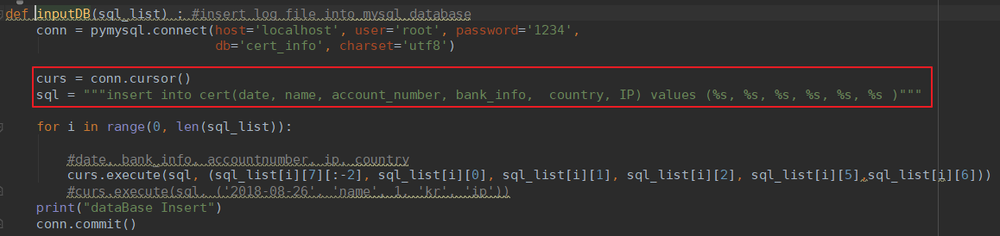 def inputDB(sql_list) : #insert log file into mysql database
    conn = pymysql.connect(host='localhost', user='root', password='1234',
                           db='cert_info', charset='utf8')
    curs = conn.cursor()
    sql = """insert into cert(date, name, account_number, bank_info,  country, IP) values (%s, %s, %s, %s, %s, %s )"""
    for i in range(0, len(sql_list)):
        #date, bank_info, accountnumber, ip, country
        curs.execute(sql, (sql_list[i][7][:-2], sql_list[i][0], sql_list[i][1], sql_list[i][2], sql_list[i][5],sql_list[i][6]))
        #curs.execute(sql, ('2018-08-26' ,'name', 1, 'kr', 'ip'))
    print("dataBase Insert")
    conn.commit()